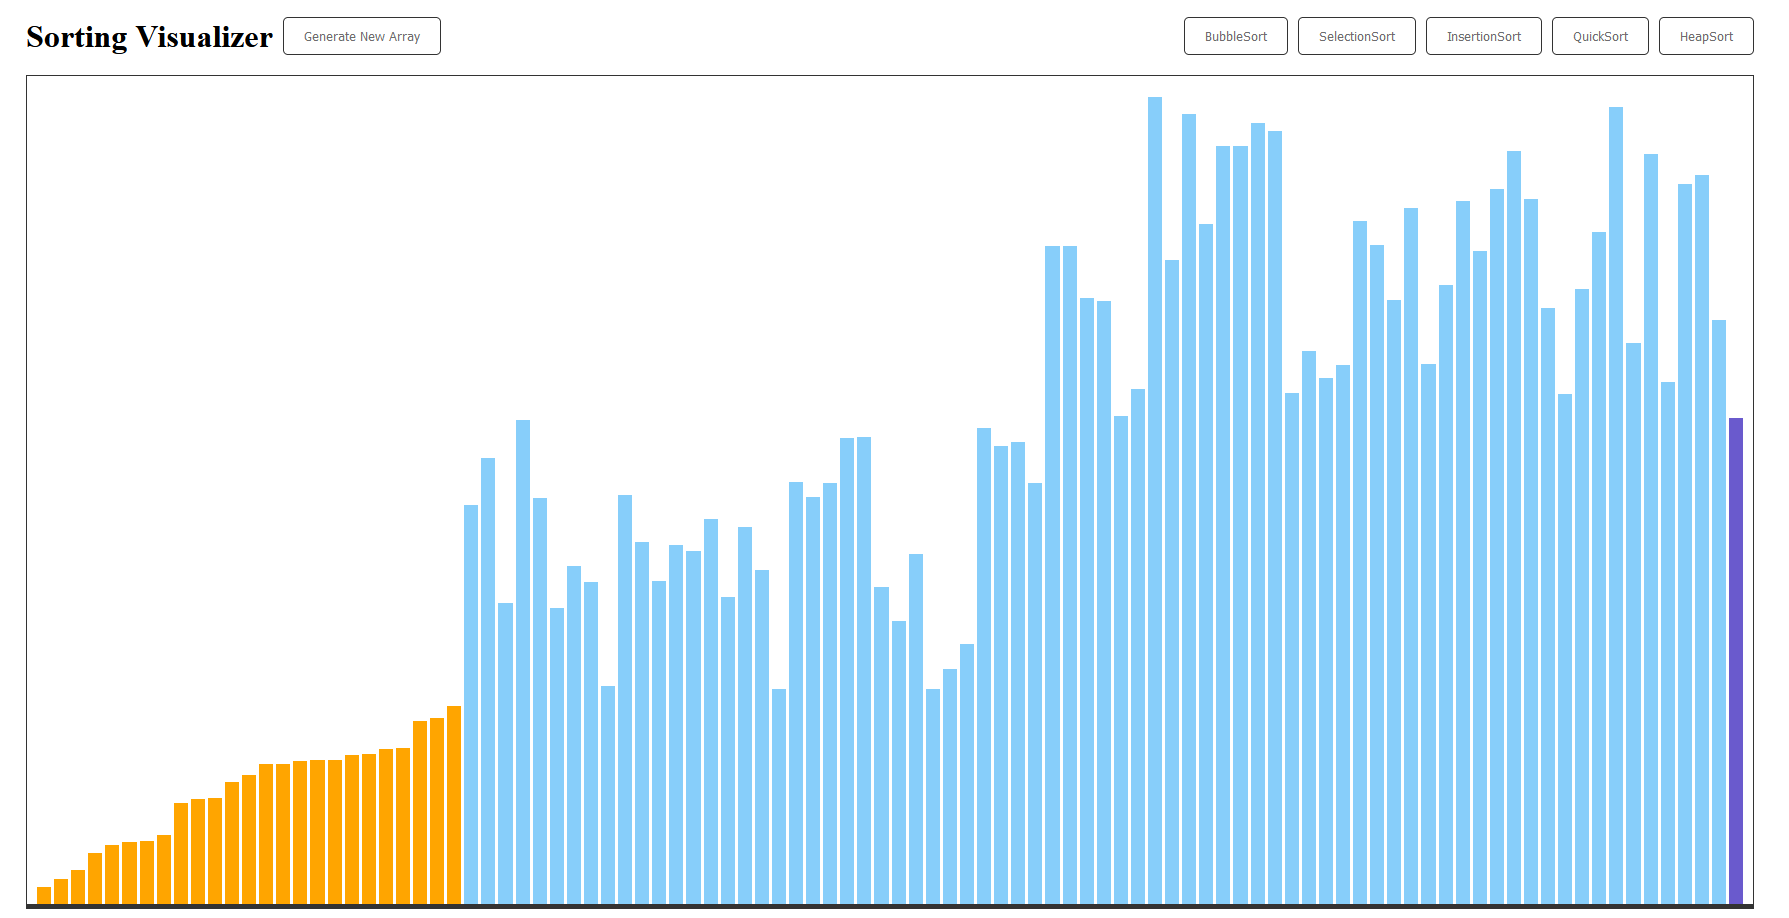 Sorting Visualizer
Generate New Array
BubbleSort
SelectionSort
InsertionSort
QuickSort
HeapSort